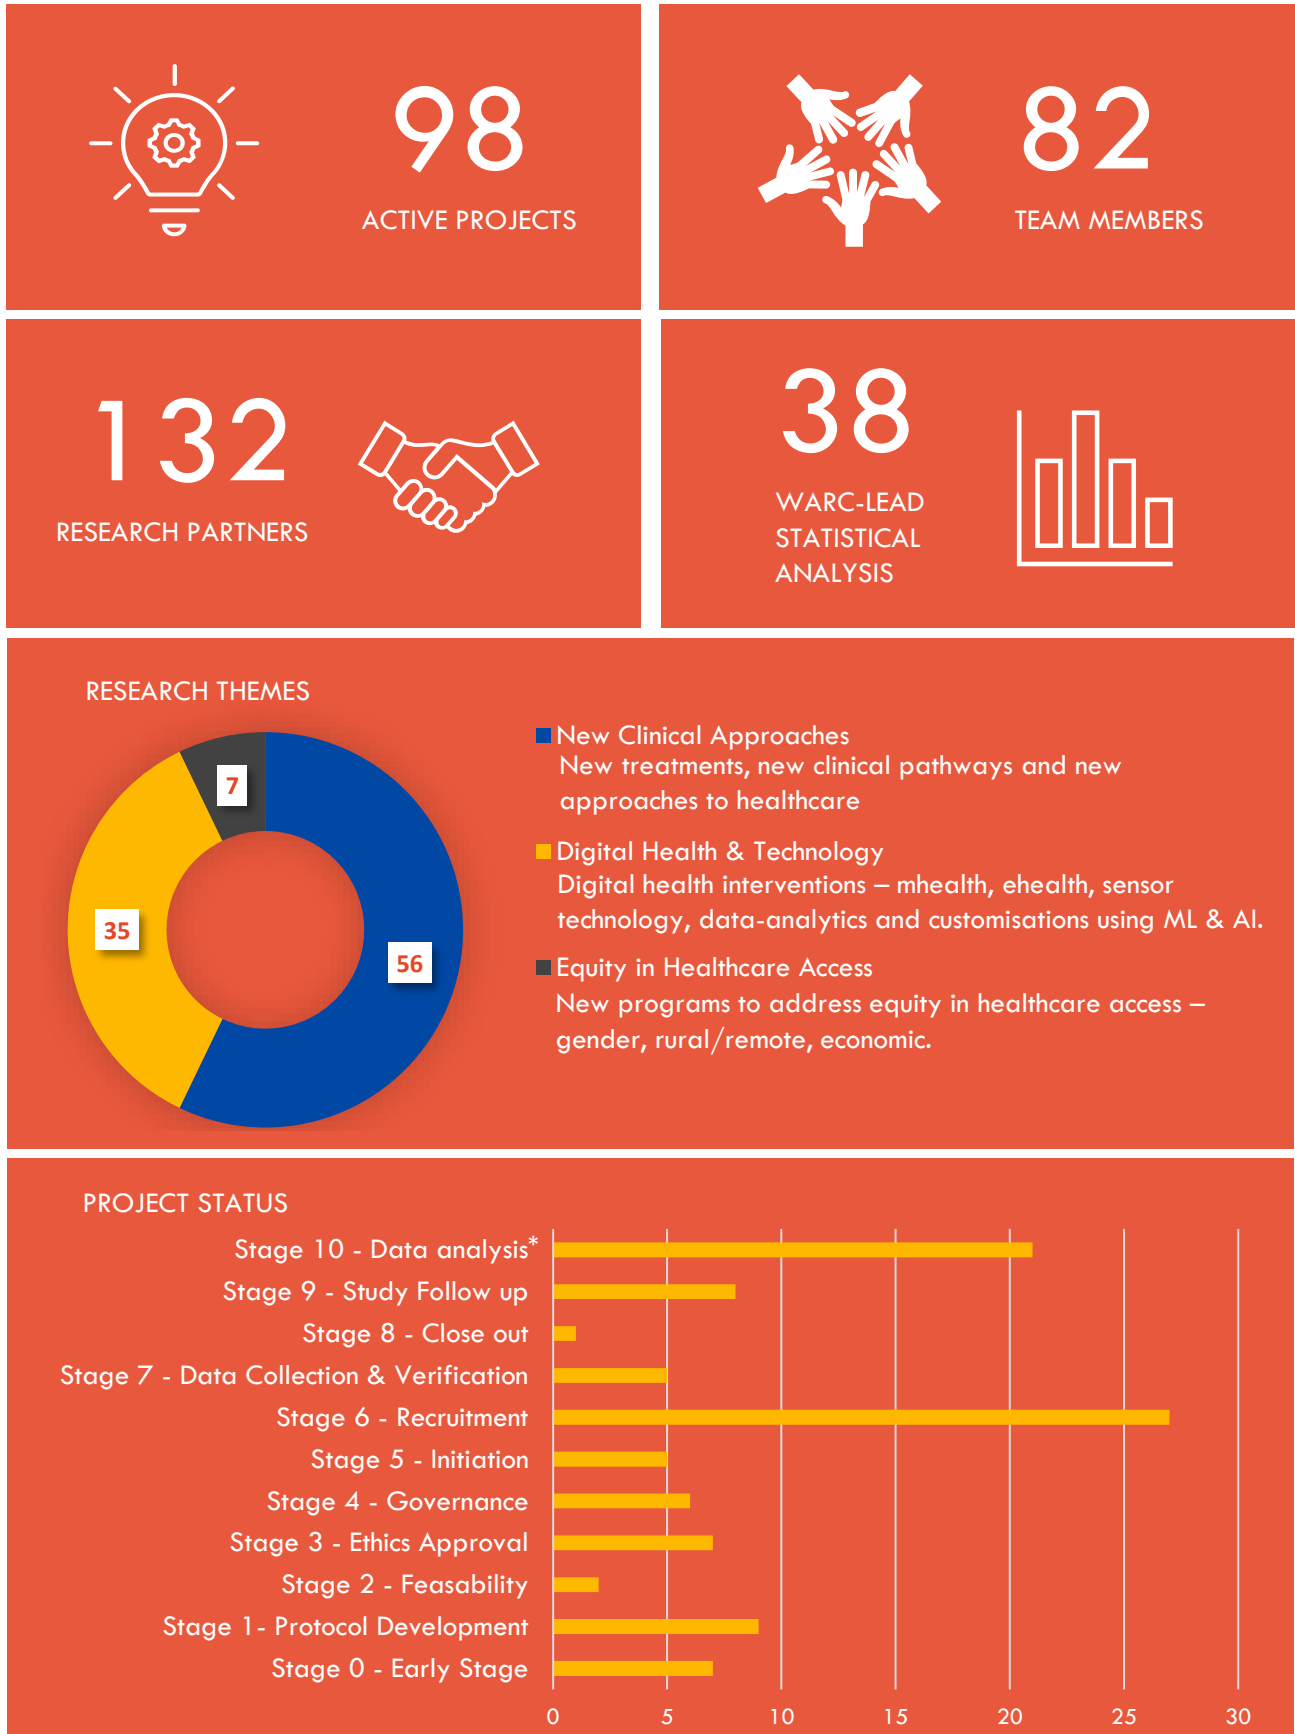 98
ACTIVE PROJECTS
82
TEAM MEMBERS
132
RESEARCH PARTNERS
38
WARC-LEAD
STATISTICAL
ANALYSIS
RESEARCH THEMES
7
35
56
New Clinical Approaches
New treatments, new clinical pathways and new
approaches to healthcare
Digital Health & Technology
Digital health interventions – mhealth, ehealth, sensor
technology, data-analytics and customisations using ML & AI.
Equity in Healthcare Access
New programs to address equity in healthcare access –
gender, rural/remote, economic.
PROJECT STATUS
Stage 10 - Data analysis*
Stage 9 - Study Follow up
Stage 8 - Close out
Stage 7 - Data Collection & Verification
Stage 6 - Recruitment
Stage 5 - Initiation
Stage 4 - Governance
Stage 3 - Ethics Approval
Stage 2 - Feasability
Stage 1- Protocol Development
Stage 0 - Early Stage
0 5 10 15 20 25 30